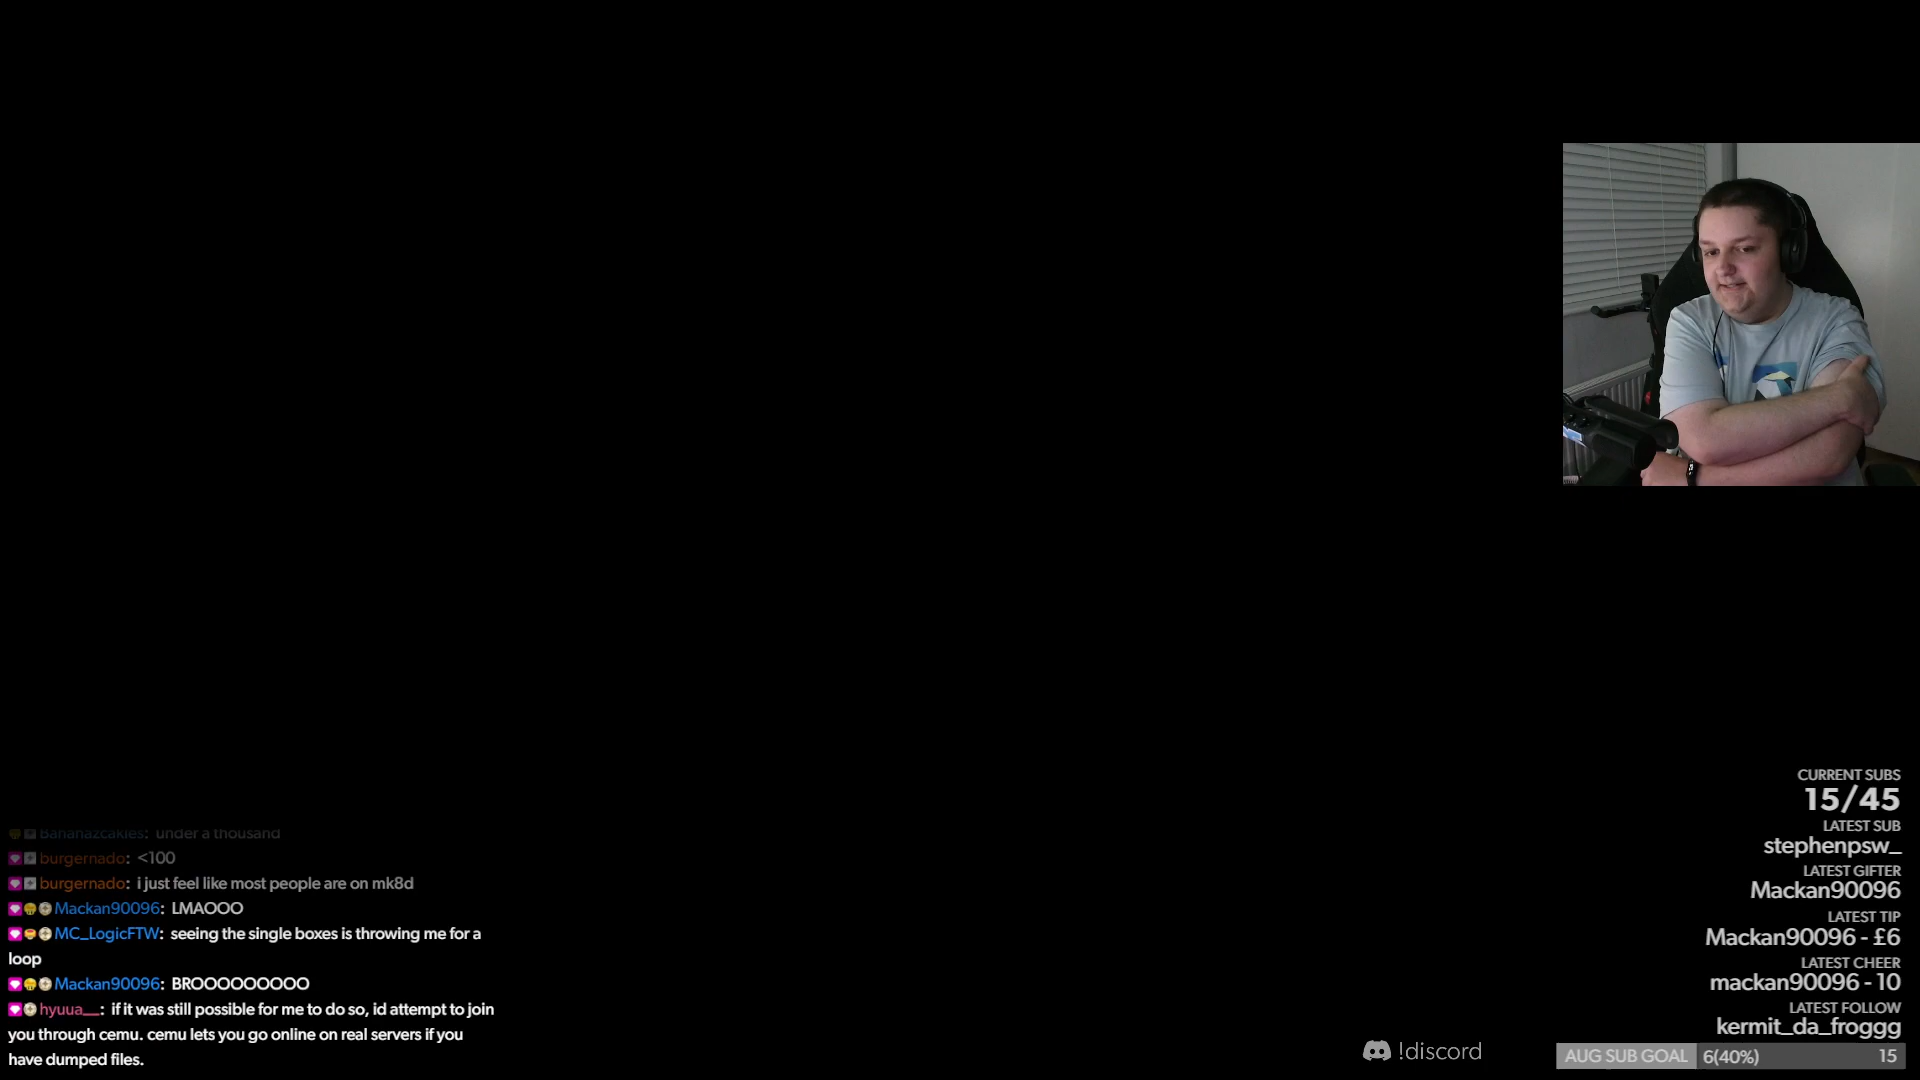 Bananazcakies: under a thousand
burgernado: <100
burgernado: i just feel like most people are on mk8d
Mackan90096: LMAOOO
MC_LogicFTW: seeing the single boxes is throwing me for a
loop
Mackan90096: BROOOOOOOOO
hyuua__: if it was still possible for me to do so, id attempt to join
you through cemu. cemu lets you go online on real servers if you
have dumped files.
!discord
CURRENT SUBS
15/45
LATEST SUB
stephenpsw_
LATEST GIFTER
Mackan90096
LATEST TIP
Mackan90096 - £6
LATEST CHEER
mackan90096 - 10
LATEST FOLLOW
kermit_da_froggg
AUG SUB GOAL 6(40%) 15